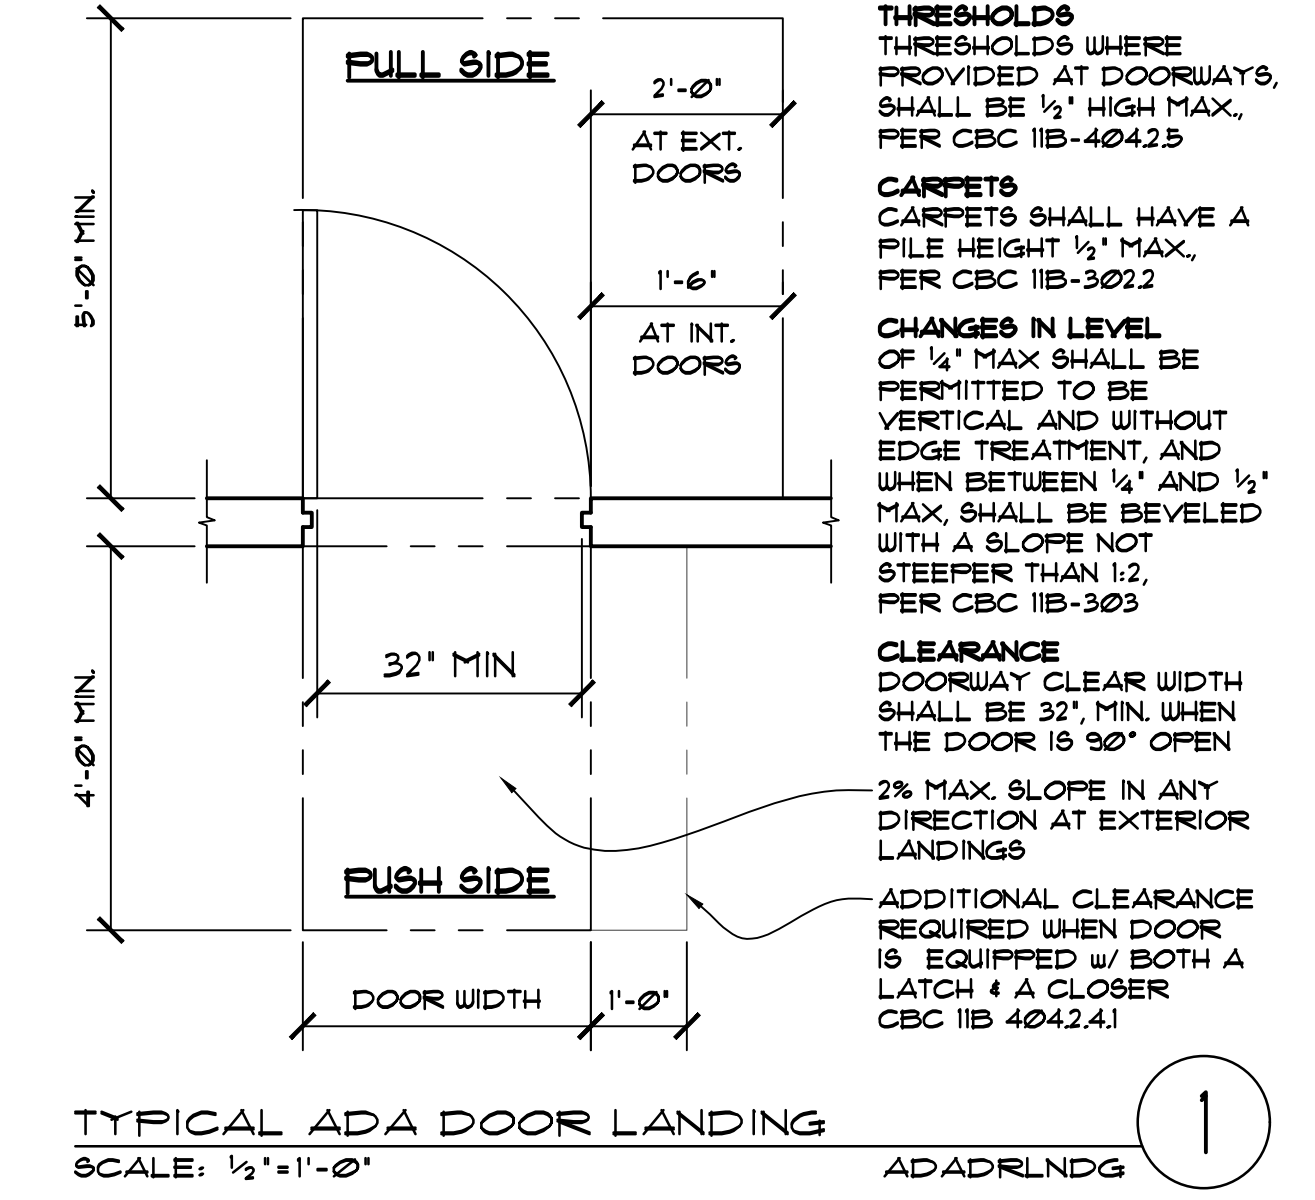 PULL SIDE
2'-0"
AT EXT.
DOORS
1'-6"
AT INT.
DOORS
5'-0" MIN.
32" MIN
4'-0" MIN.
PUSH SIDE
DOOR WIDTH
1'-0"
THRESHOLDS
THRESHOLDS WHERE
PROVIDED AT DOORWAYS,
SHALL BE 1/2" HIGH MAX.,
PER CBC 11B-404.2.5
CARPETS
CARPETS SHALL HAVE A
PILE HEIGHT 1/2" MAX.,
PER CBC 11B-302.2
CHANGES IN LEVEL
OF 1/4" MAX SHALL BE
PERMITTED TO BE
VERTICAL AND WITHOUT
EDGE TREATMENT, AND
WHEN BETWEEN 1/4" AND 1/2"
MAX, SHALL BE BEVELED
WITH A SLOPE NOT
STEEPER THAN 1:2,
PER CBC 11B-303
CLEARANCE
DOORWAY CLEAR WIDTH
SHALL BE 32", MIN. WHEN
THE DOOR IS 90° OPEN
2% MAX. SLOPE IN ANY
DIRECTION AT EXTERIOR
LANDINGS
ADDITIONAL CLEARANCE
REQUIRED WHEN DOOR
IS EQUIPPED w/ BOTH A
LATCH & A CLOSER
CBC 11B 404.2.4.1
TYPICAL ADA DOOR LANDING
1
SCALE: 1/2"=1'-0"
ADADRLNDG